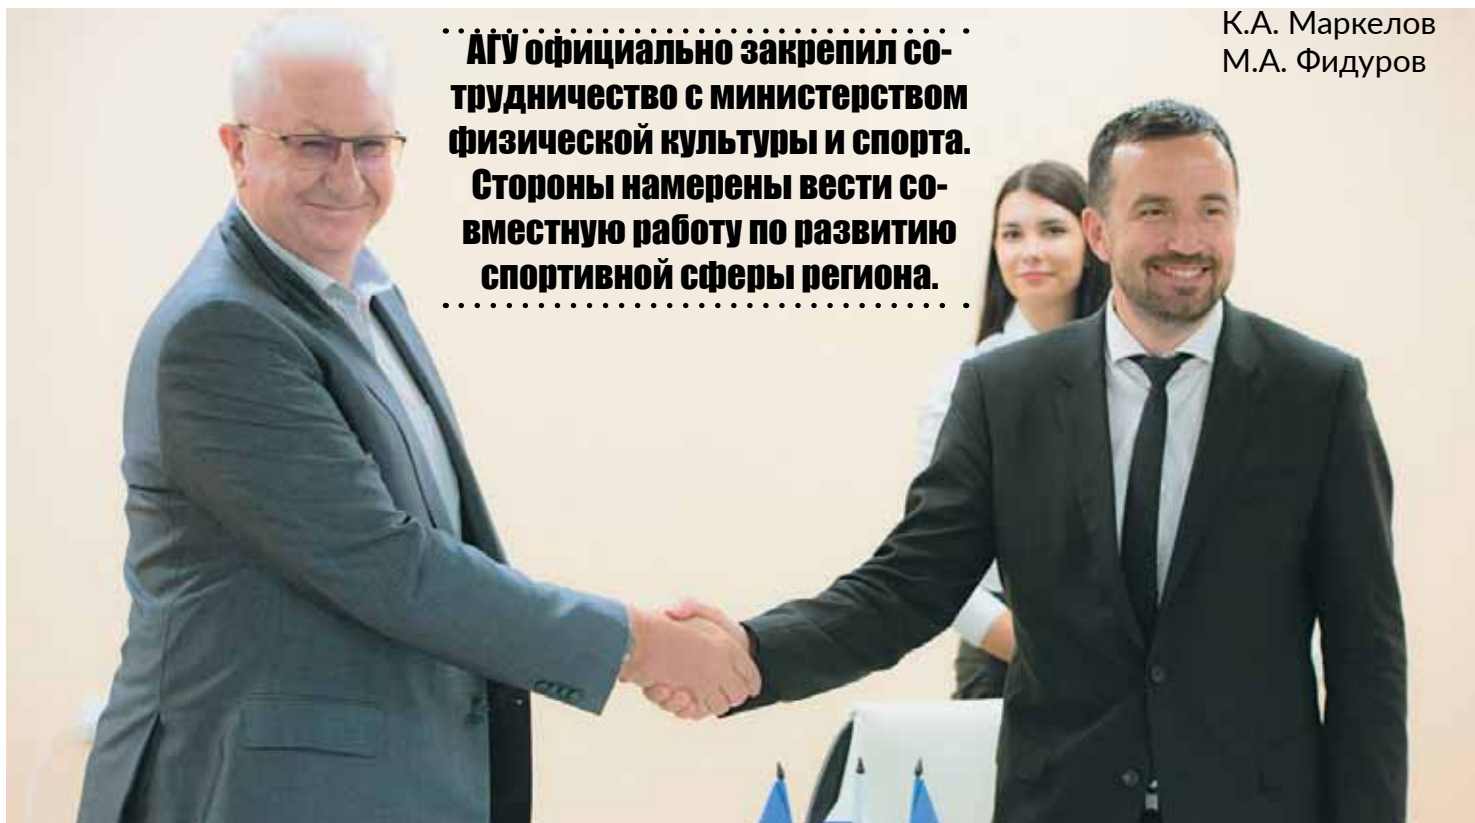 АГУ официально закрепил со-
трудничество с министерством
физической культуры и спорта.
Стороны намерены вести со-
вместную работу по развитию
спортивной сферы региона.
К.А. Маркелов
М.А. Фидуров